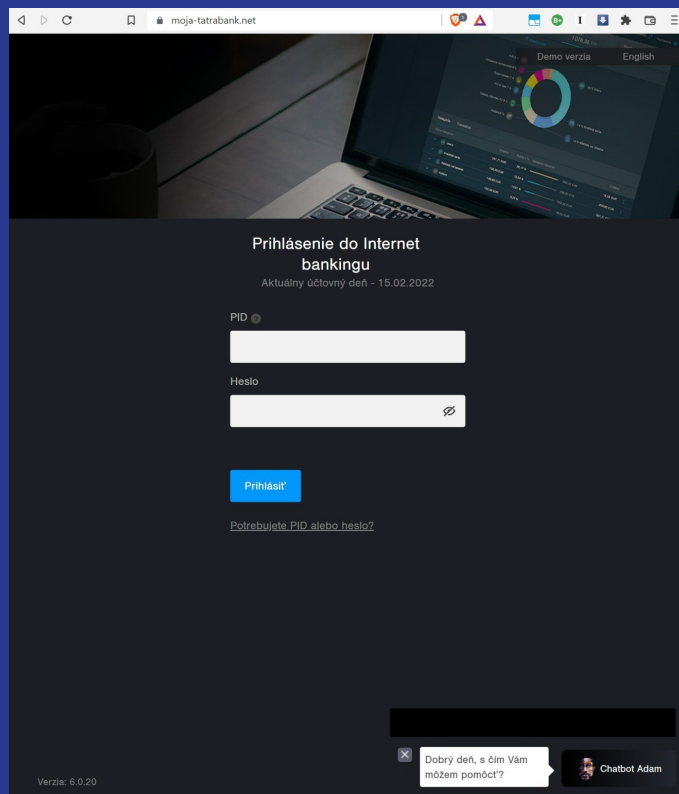 moja-tatrabank.net
Demo verzia
English
Prihlásenie do Internet
bankingu
Aktuálny účtovný deň - 15.02.2022
PID ?
Heslo
Prihlásiť
Potrebujete PID alebo heslo?
Dobrý deň, s čím Vám
môžem pomôcť?
Chatbot Adam
Verzia: 6.0.20